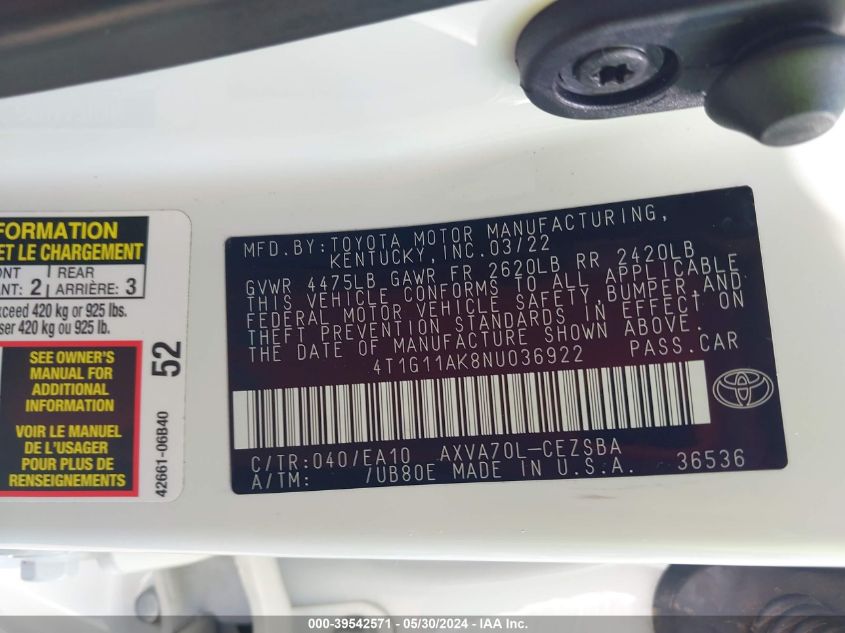 FORMATION
ET LE CHARGEMENT
REAR
2 ARRIÈRE: 3
exceed 420 kg or 925 lbs.
420 kg ou 925 lb.
SEE OWNER'S
MANUAL FOR
ADDITIONAL
INFORMATION
VOIR LE MANUEL
DE L'USAGER
POUR PLUS DE
RENSEIGNEMENTS
42661-06B40
52
MFD.BY:TOYOTA MOTOR MANUFACTURING,
KENTUCKY, INC.03/22
GVWR 4475LB GAWR FR 2620LB RR 2420LB
THIS VEHICLE CONFORMS TO ALL APPLICABLE
FEDERAL MOTOR VEHICLE SAFETY,BUMPER,AND
THEFT PREVENTION STANDARDS IN EFFECT ON
THE DATE OF MANUFACTURE SHOWN ABOVE.
4T1G11AK8NU036922 PASS.CAR
C/TR:040/EA10 AXVA70L-CEZSBA
A/TM: /UB80E MADE IN U.S.A. 36536
000-39542571 - 05/30/2024 - IAA Inc.